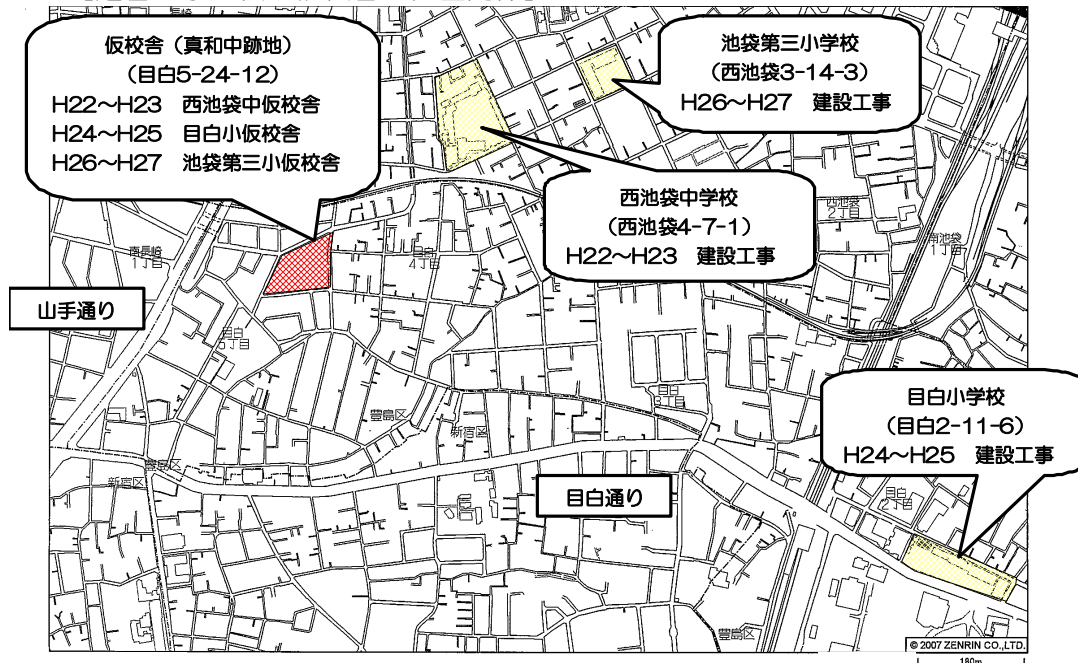 仮校舎（真和中跡地）
（目白5-24-12）
H22～H23　西池袋中仮校舎
H24～H25　目白小仮校舎
H26～H27　池袋第三小仮校舎
池袋第三小学校
（西池袋3-14-3）
H26～H27　建設工事
西池袋中学校
（西池袋4-7-1）
H22～H23　建設工事
西池袋
2丁目
南池袋
1丁目
南長崎
1丁目
目白
4丁目
山手通り
目白
5丁目
目白
3丁目
目白小学校
（目白2-11-6）
H24～H25　建設工事
豊島区
新宿区
豊島区
新宿区
目白通り
目白
2丁目
豊島区
© 2007 ZENRIN CO.,LTD.
180m